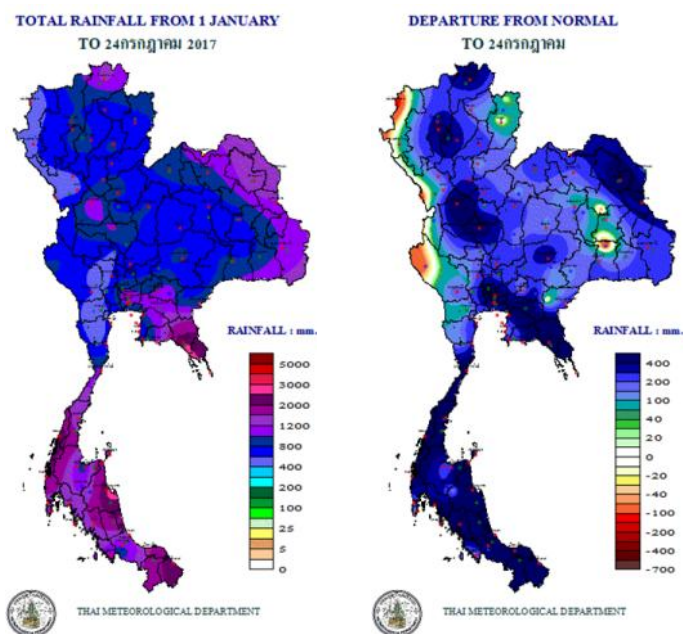 TOTAL RAINFALL FROM 1 JANUARY
TO 24กรกฎาคม 2017
RAINFALL : mm.
5000
3000
2000
1200
800
400
200
100
25
5
0
THAI METEOROLOGICAL DEPARTMENT
DEPARTURE FROM NORMAL
TO 24กรกฎาคม
RAINFALL : mm.
400
200
100
40
20
0
-20
-40
-100
-200
-400
-700
THAI METEOROLOGICAL DEPARTMENT